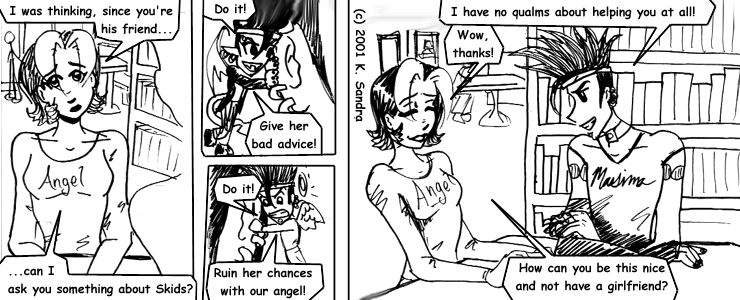 I was thinking, since you're
his friend...
Angel
...can I
ask you something about Skids?
Do it!
Give her
bad advice!
Do it!
Ruin her chances
with our angel!
(c) 2001 K. Sandra
I have no qualms about helping you at all!
Wow,
thanks!
Angel
Maxima
How can you be this nice
and not have a girlfriend?